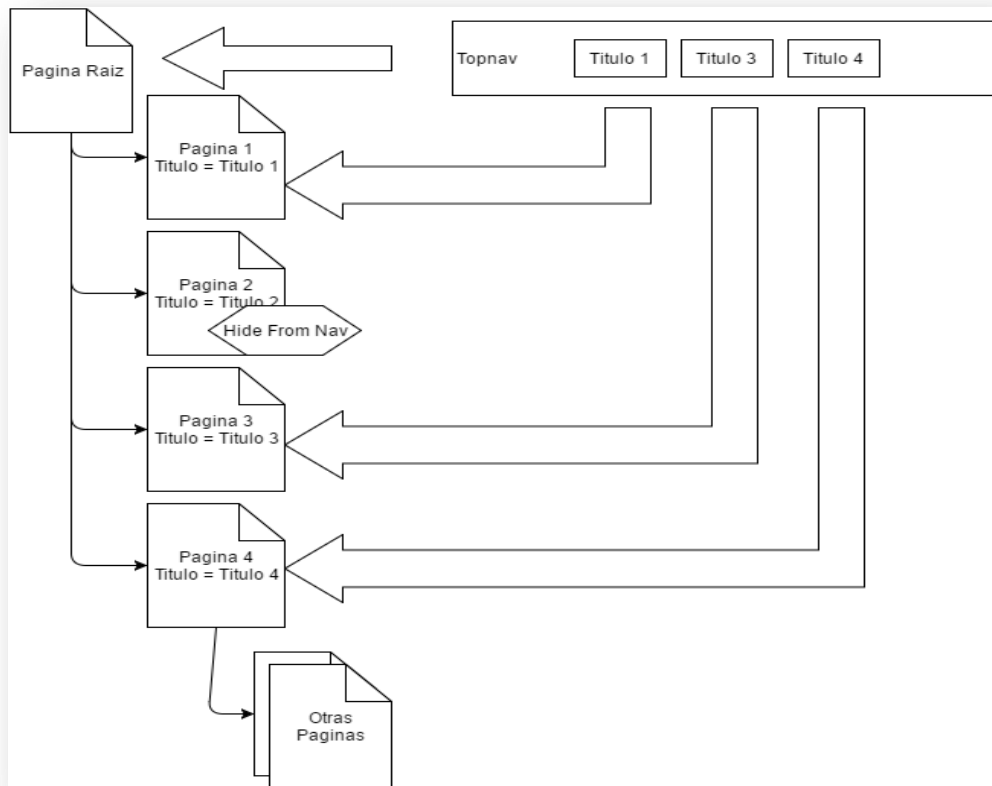 Pagina Raiz
Topnav
Titulo 1
Titulo 3
Titulo 4
Pagina 1
Titulo = Titulo 1
Pagina 2
Titulo = Titulo 2
Hide From Nav
Pagina 3
Titulo = Titulo 3
Pagina 4
Titulo = Titulo 4
Otras
Paginas